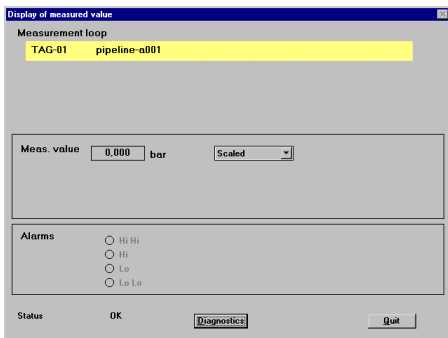 Display of measured value
Measurement loop
TAG-01 pipeline-a001
Meas. value 0,000 bar Scaled
Alarms
Hi Hi
Hi
Lo
Lo Lo
Status OK Diagnostics Quit